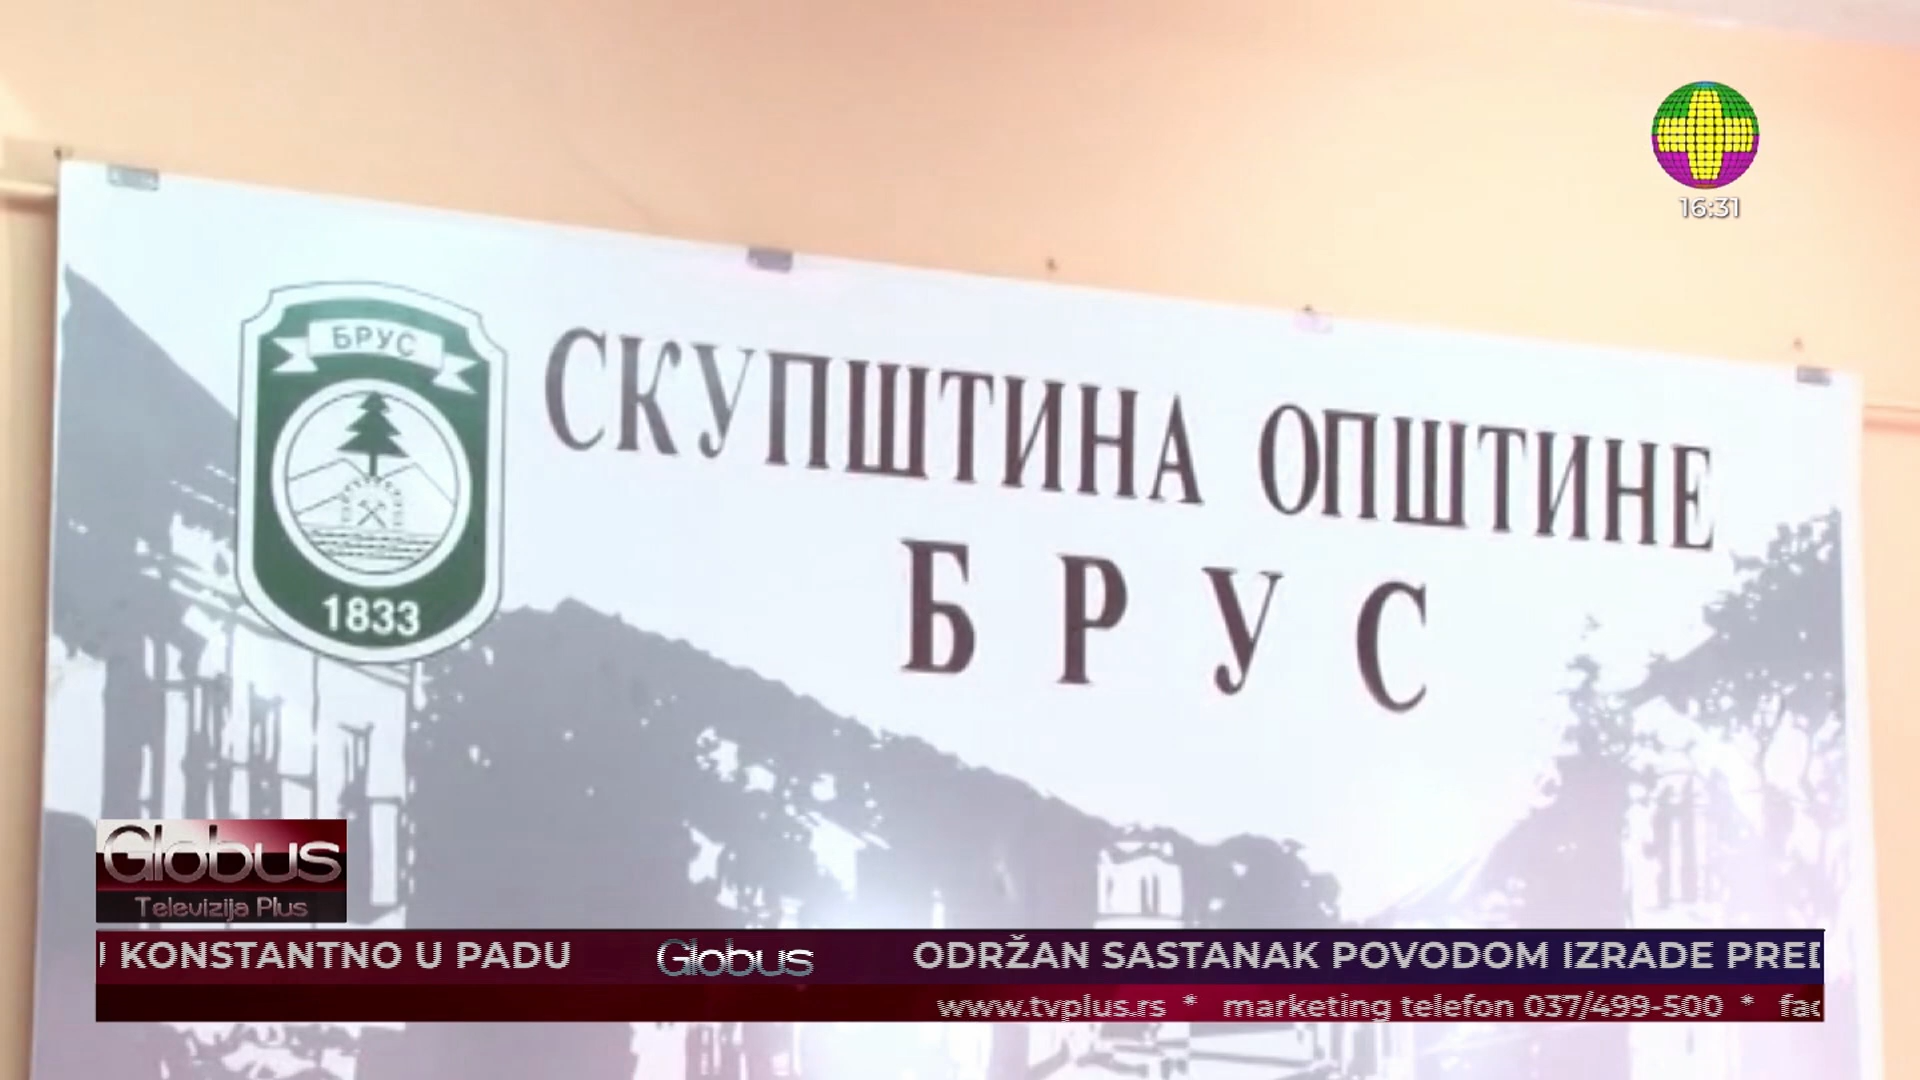 16:31
БРУС
СКУПШТИНА ОПШТИНЕ
БРУС
1833
Globus
Televizija Plus
KONSTANTNO U PADU Globus ODRŽAN SASTANAK POVODOM IZRADE
www.tvplus.rs * marketing telefon 037/499-500 *